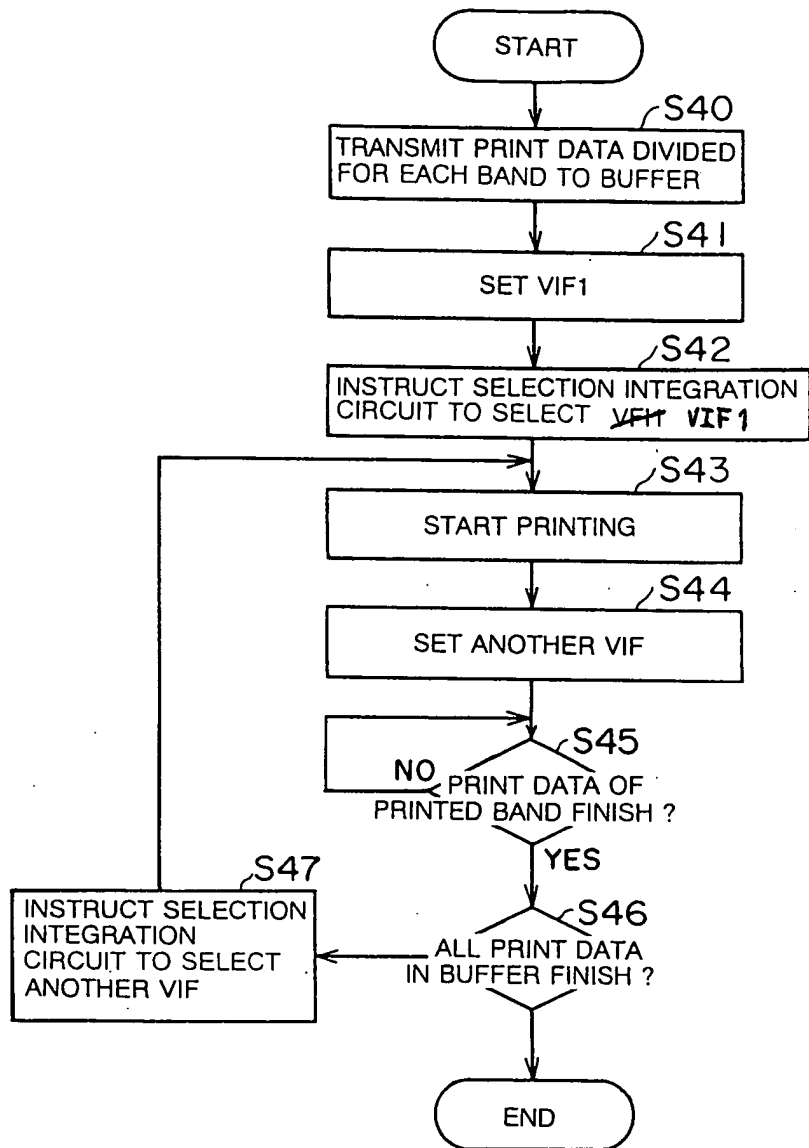 START
S40
TRANSMIT PRINT DATA DIVIDED
FOR EACH BAND TO BUFFER
S41
SET VIF1
S42
INSTRUCT SELECTION INTEGRATION
CIRCUIT TO SELECT VFI1 VIF1
S43
START PRINTING
S44
SET ANOTHER VIF
S45
NO
PRINT DATA OF
PRINTED BAND FINISH ?
YES
S46
ALL PRINT DATA
IN BUFFER FINISH ?
S47
INSTRUCT SELECTION
INTEGRATION
CIRCUIT TO SELECT
ANOTHER VIF
END